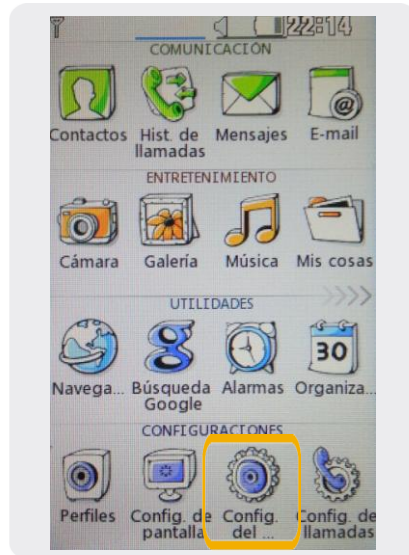 22:14
COMUNICACIÓN
Contactos Hist. de Mensajes E-mail
llamadas
@
ENTRETENIMIENTO
Cámara Galería Música Mis cosas
UTILIDADES
30
Navega... Búsqueda Alarmas Organiza...
Google
CONFIGURACIONES
Perfiles Config. de Config. Config. de
pantalla del ... llamadas